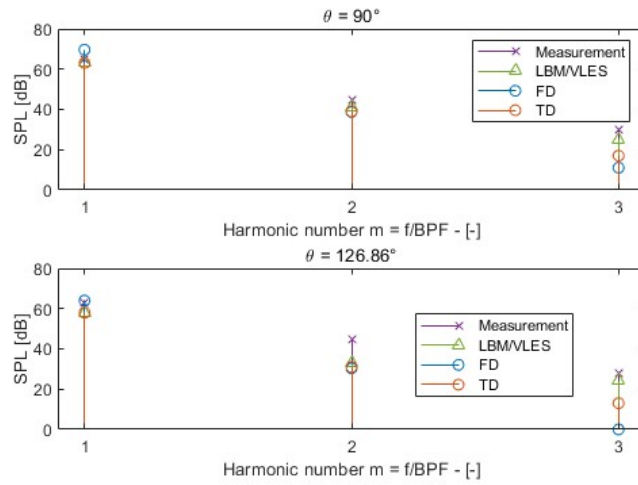 θ = 90°
SPL [dB]
80
60
40
20
0
1 2 3
Measurement
LBM/VLES
FD
TD
Harmonic number m = f/BPF - [-]
θ = 126.86°
SPL [dB]
80
60
40
20
0
1 2 3
Measurement
LBM/VLES
FD
TD
Harmonic number m = f/BPF - [-]